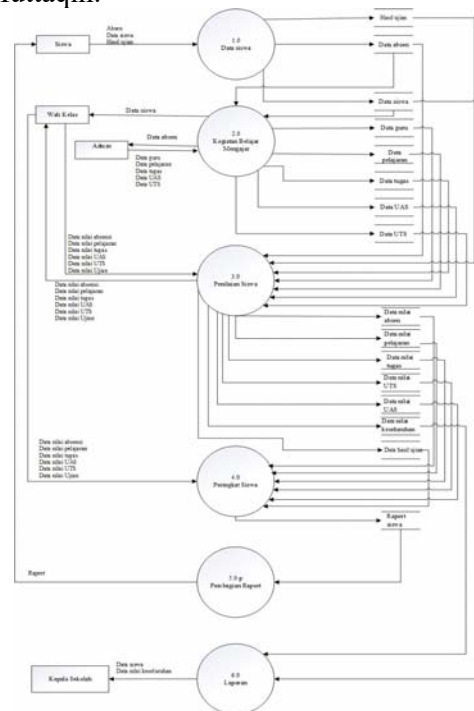 Siswa
Absen
Data siswa
Hasil ujian
1.0
Data siswa
Hasil ujian
Data absen
Data siswa
Wali Kelas
Data siswa
Data absen
2.0
Kegiatan Belajar
Mengajar
Data guru
Data pelajaran
Data tugas
Data UAS
Data UTS
Data guru
Data
pelajaran
Data tugas
Data UAS
Data UTS
Data nilai absensi
Data nilai pelajaran
Data nilai tugas
Data nilai UAS
Data nilai UTS
Data nilai Ujian
Data nilai absensi
Data nilai pelajaran
Data nilai tugas
Data nilai UAS
Data nilai UTS
Data nilai Ujian
3.0
Penilaian Siswa
Data nilai
absen
Data nilai
pelajaran
Data nilai
tugas
Data nilai
UTS
Data nilai
UAS
Data nilai
keseluruhan
Data hasil ujian
Data nilai absensi
Data nilai pelajaran
Data nilai tugas
Data nilai UAS
Data nilai UTS
Data nilai Ujian
4.0
Peringkat Siswa
Raport
siswa
Raport
5.0 p
Pembagian Raport
Kepala Sekolah
Data siswa
Data nilai keseluruhan
6.0
Laporan